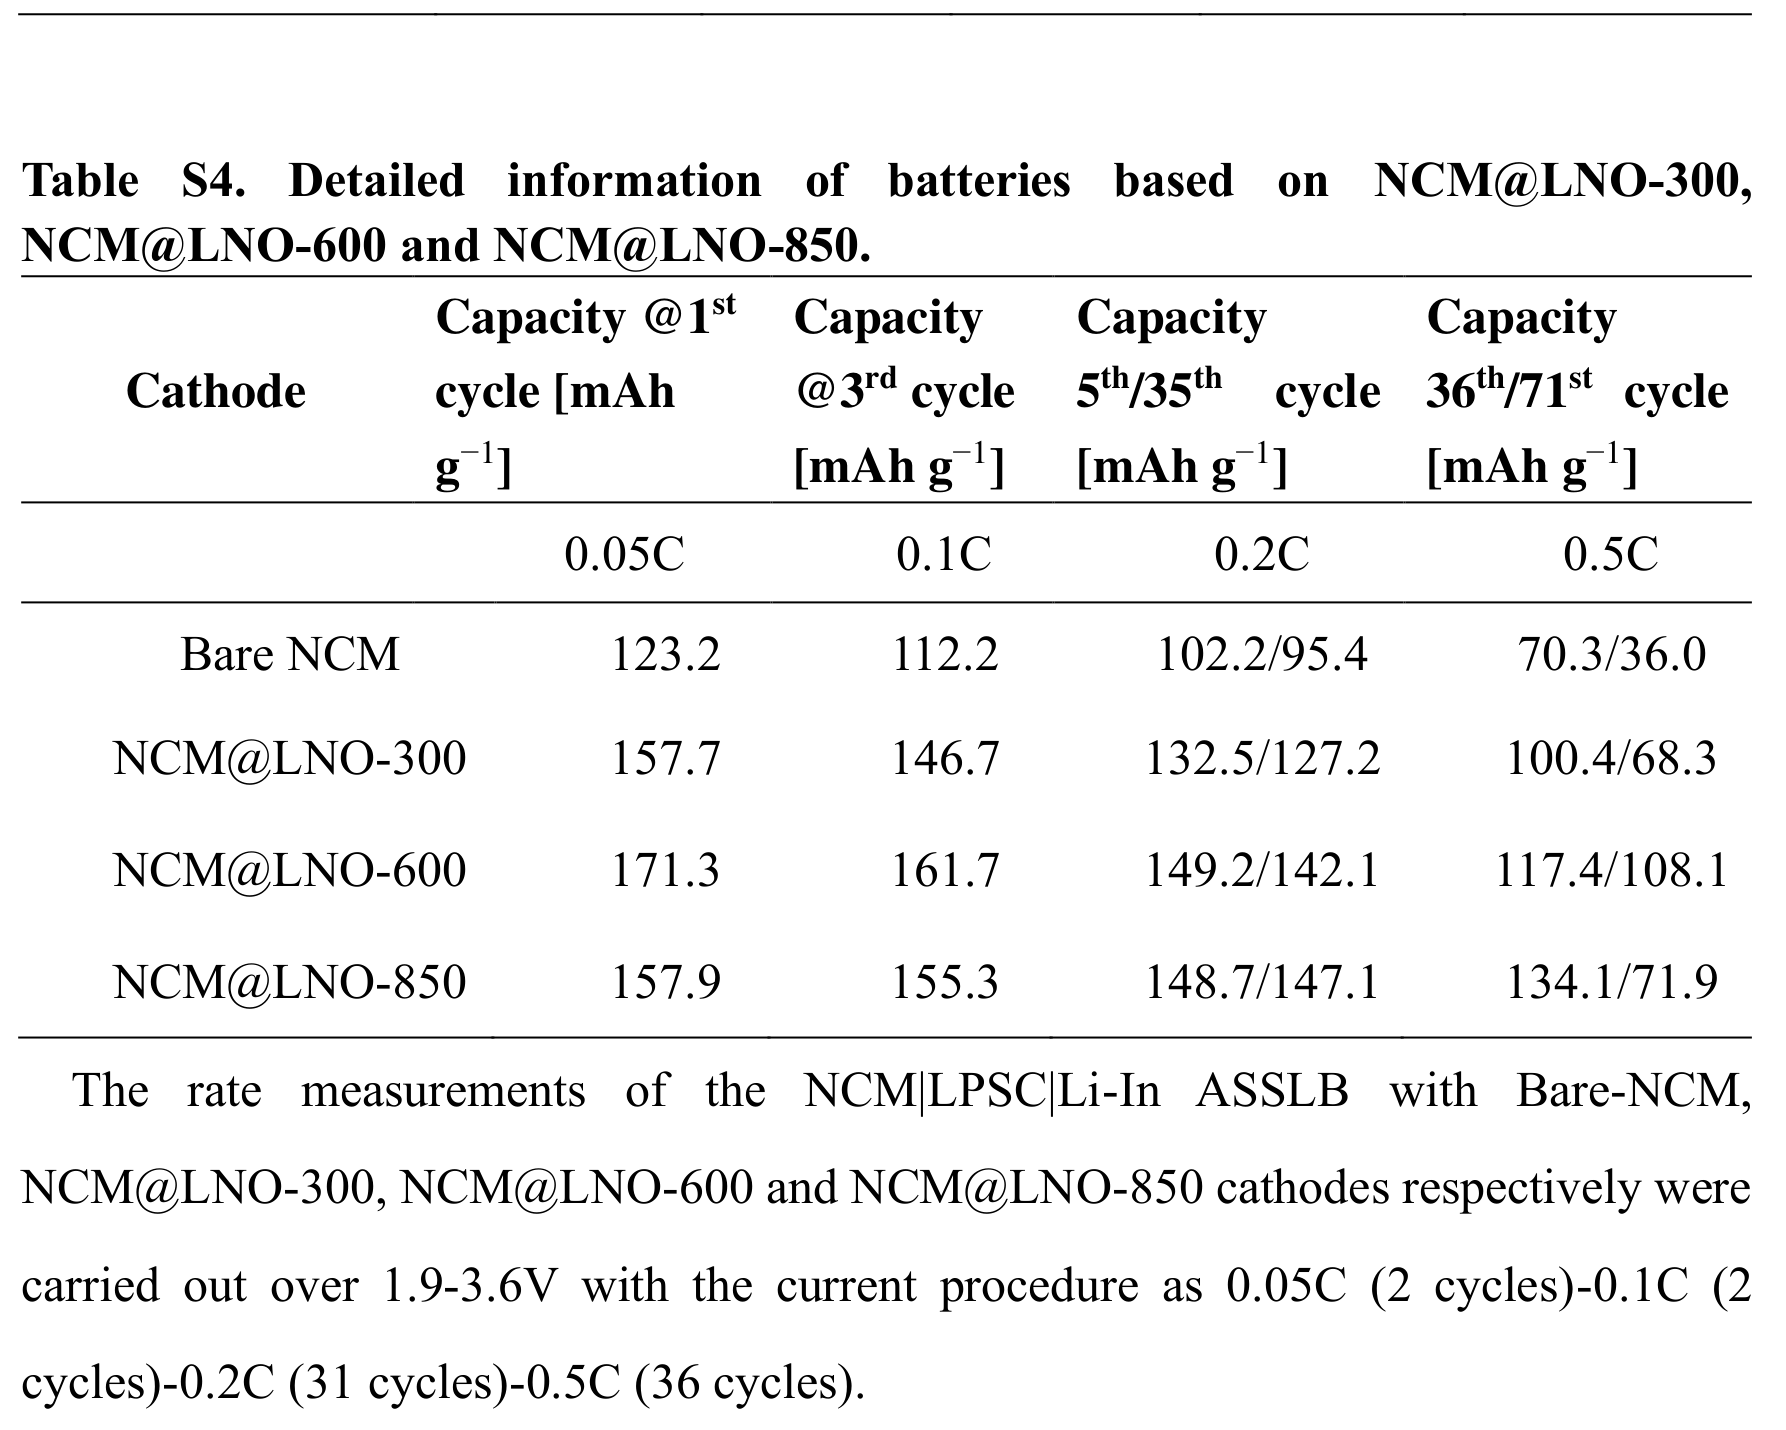 Table S4. Detailed information of batteries based on NCM@LNO-300,
NCM@LNO-600 and NCM@LNO-850.
Cathode
Capacity @1st
cycle [mAh
g−1]
Capacity
@3rd cycle
[mAh g−1]
Capacity
5th/35th cycle
[mAh g−1]
Capacity
36th/71st cycle
[mAh g−1]
0.05C 0.1C 0.2C 0.5C
Bare NCM 123.2 112.2 102.2/95.4 70.3/36.0
NCM@LNO-300 157.7 146.7 132.5/127.2 100.4/68.3
NCM@LNO-600 171.3 161.7 149.2/142.1 117.4/108.1
NCM@LNO-850 157.9 155.3 148.7/147.1 134.1/71.9
The rate measurements of the NCM|LPSC|Li-In ASSLB with Bare-NCM,
NCM@LNO-300, NCM@LNO-600 and NCM@LNO-850 cathodes respectively were
carried out over 1.9-3.6V with the current procedure as 0.05C (2 cycles)-0.1C (2
cycles)-0.2C (31 cycles)-0.5C (36 cycles).